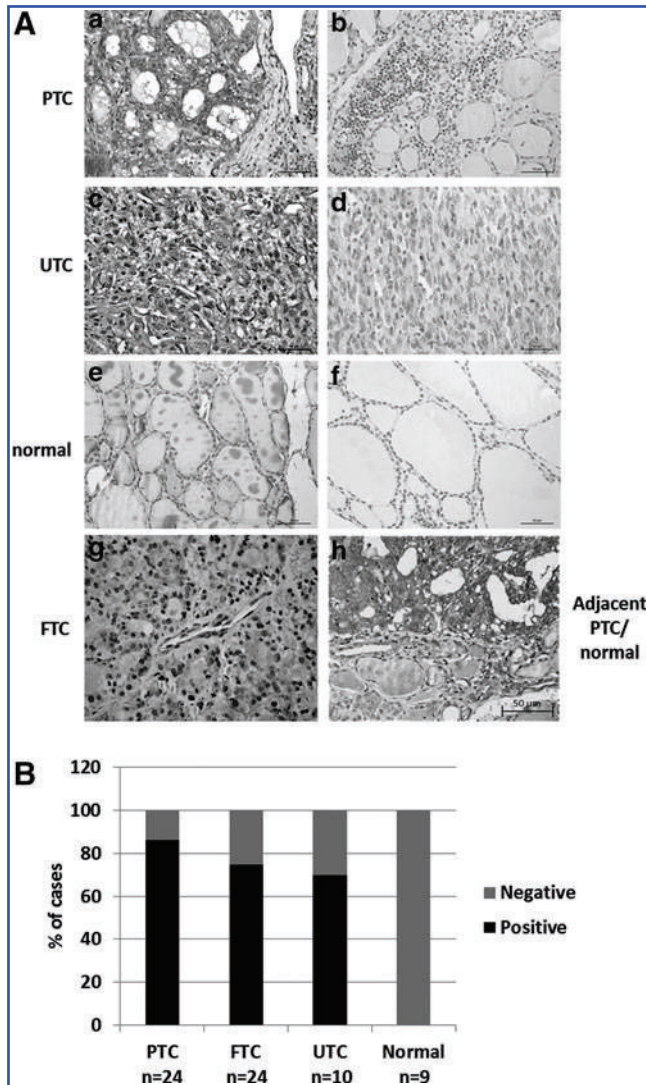 A
a
b
PTC
c
d
UTC
e
f
normal
g
h
FTC
Adjacent
PTC/
normal
50 µm
B
120
100
80
60
40
20
0
% of cases
Negative
Positive
PTC
n=24
FTC
n=24
UTC
n=10
Normal
n=9